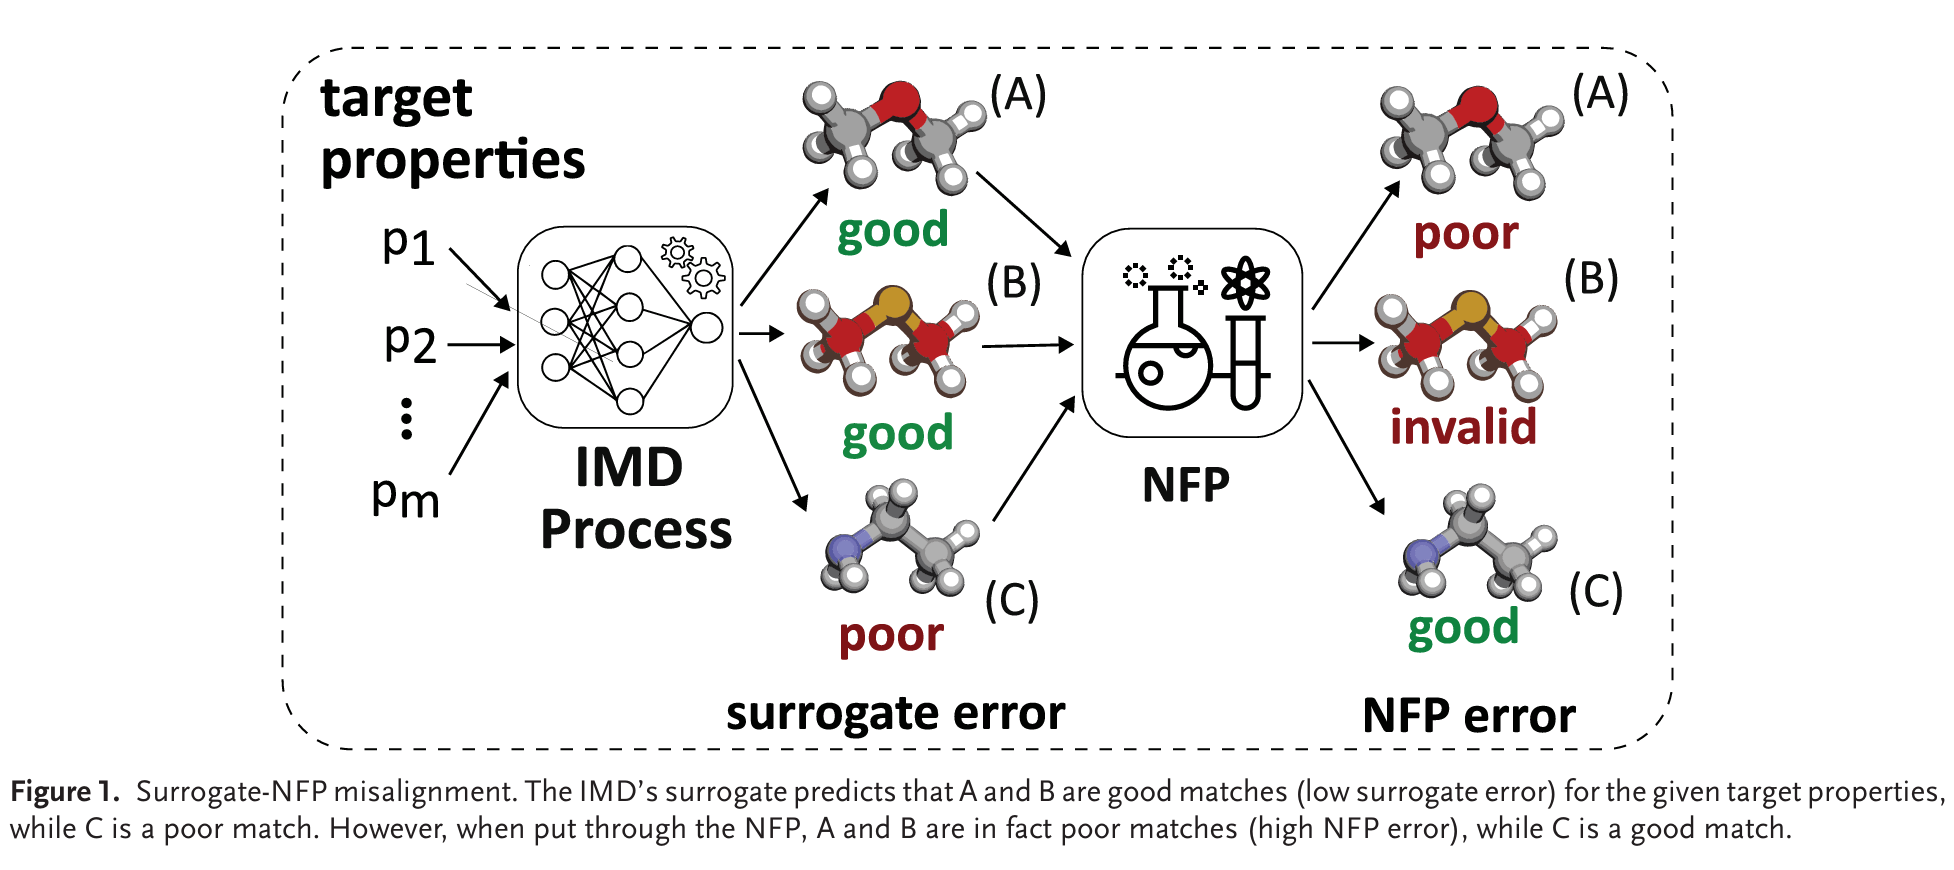 target
properties
p1
p2
pm
IMD
Process
(A)
good
(B)
good
(C)
poor
surrogate error
NFP
(A)
poor
(B)
invalid
(C)
good
NFP error
Figure 1. Surrogate-NFP misalignment. The IMD's surrogate predicts that A and B are good matches (low surrogate error) for the given target properties,
while C is a poor match. However, when put through the NFP, A and B are in fact poor matches (high NFP error), while C is a good match.